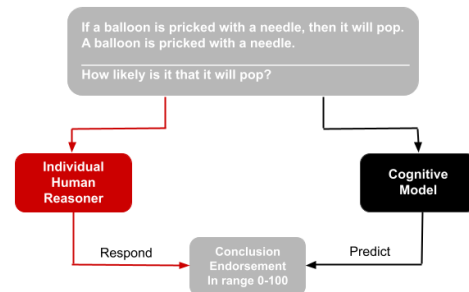 If a balloon is pricked with a needle, then it will pop.
A balloon is pricked with a needle.
How likely is it that it will pop?
Individual
Human
Reasoner
Cognitive
Model
Respond
Conclusion
Endorsement
In range 0-100
Predict